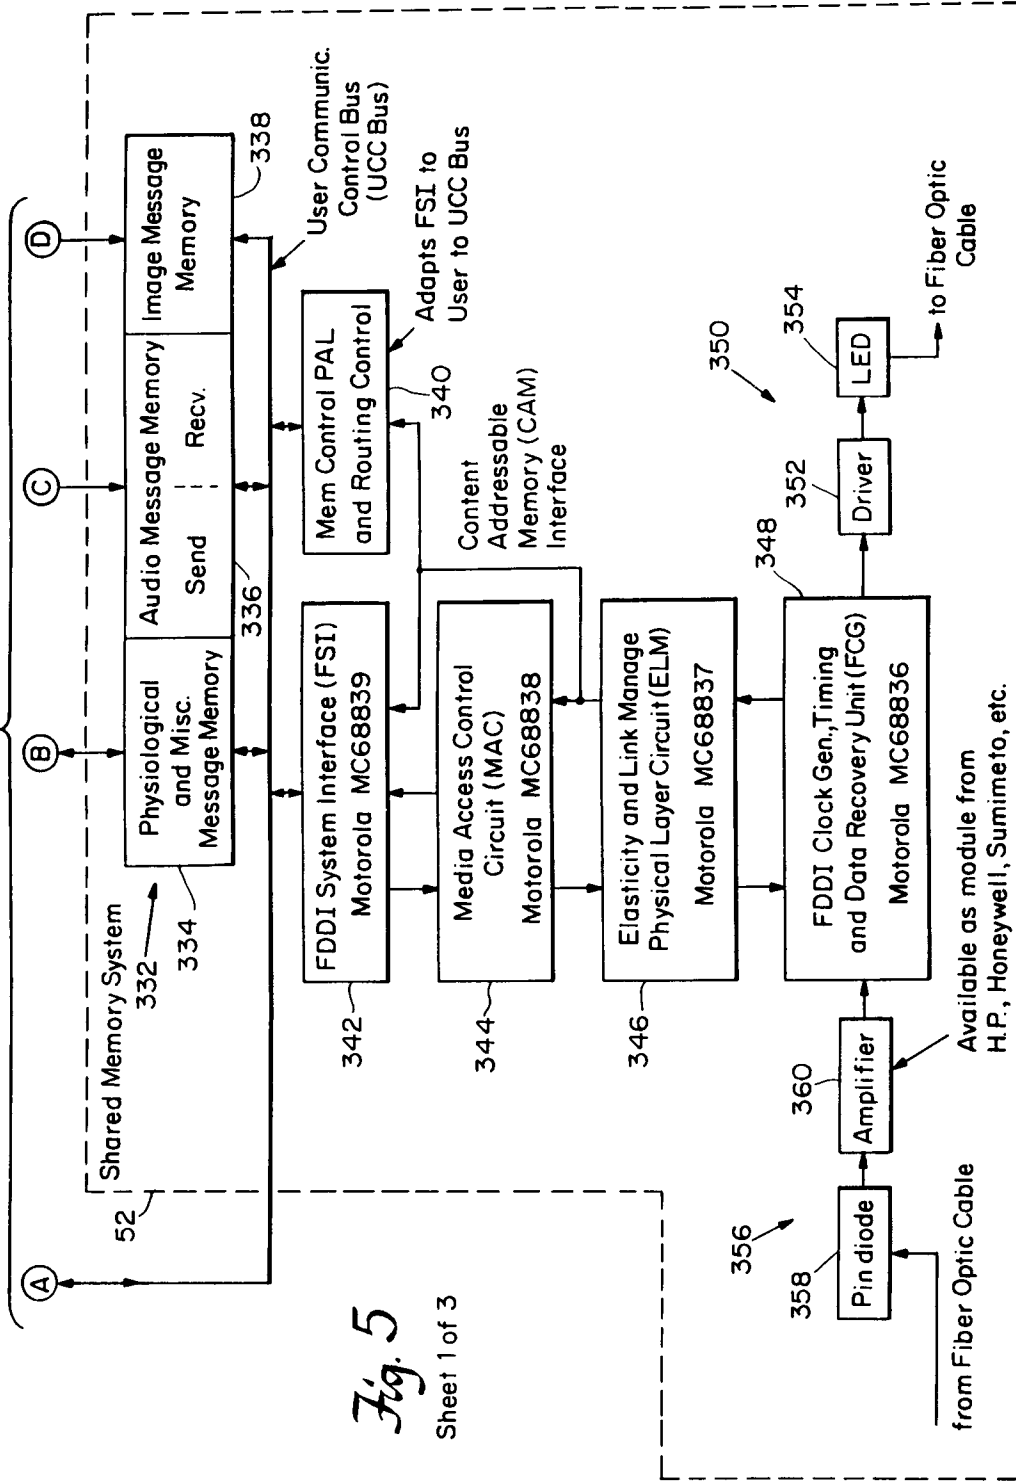 A
B
C
D
52
Shared Memory System
332
334
Physiological
and Misc.
Message Memory
Audio Message Memory
Send
Recv.
336
Image Message
Memory
338
User Communic.
Control Bus
(UCC Bus)
342
FDDI System Interface (FSI)
Motorola MC68839
Mem Control PAL
and Routing Control
340
Adapts FSI to
User to UCC Bus
344
Media Access Control
Circuit (MAC)
Motorola MC68838
Content
Addressable
Memory (CAM)
Interface
346
Elasticity and Link Manage
Physical Layer Circuit (ELM)
Motorola MC68837
348
FDDI Clock Gen., Timing
and Data Recovery Unit (FCG)
Motorola MC68836
350
352
Driver
354
LED
to Fiber Optic
Cable
356
358
Pin diode
360
Amplifier
from Fiber Optic Cable
Available as module from
H.P., Honeywell, Sumimeto, etc.
Fig. 5
Sheet 1 of 3